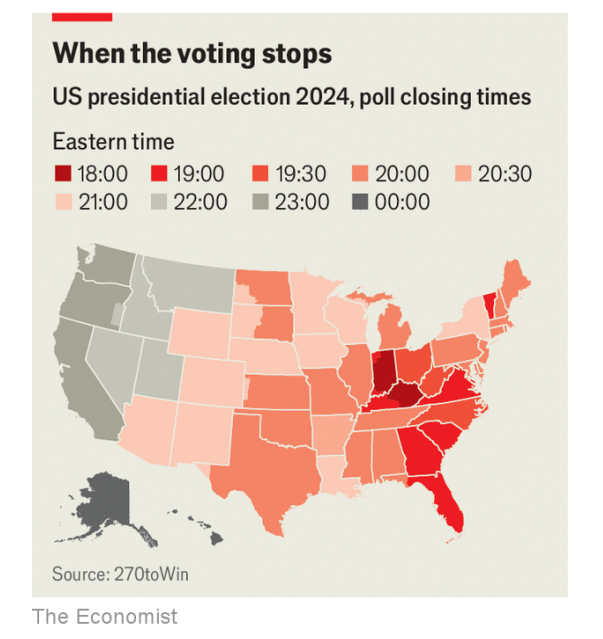 When the voting stops
US presidential election 2024, poll closing times
Eastern time
18:00 19:00 19:30 20:00 20:30
21:00 22:00 23:00 00:00
Source: 270toWin
The Economist